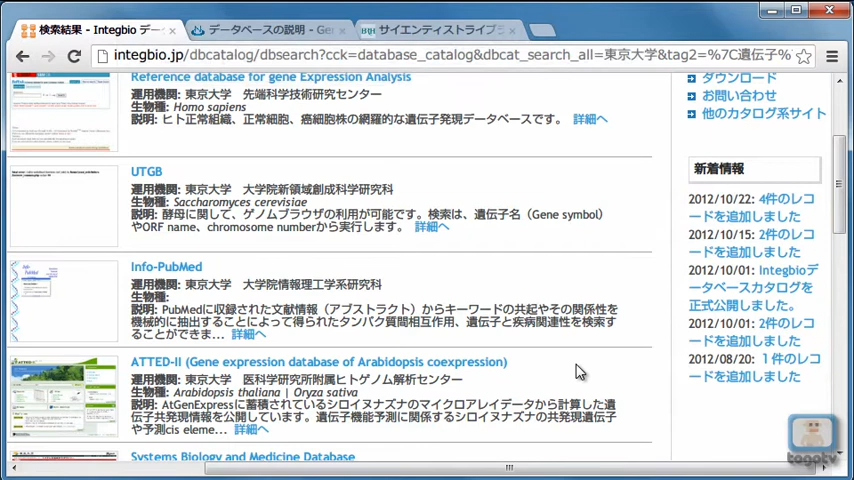 検索結果 - Integbio デー
データベースの説明 - Ge
サイエンティストライブラ
integbio.jp/dbcatalog/dbsearch?cck=database_catalog&dbcat_search_all=東京大学&tag2=%7C遺伝子%
Reference database for gene Expression Analysis
運用機関: 東京大学 先端科学技術研究センター
生物種: Homo sapiens
説明: ヒト正常組織、正常細胞、癌細胞株の網羅的な遺伝子発現データベースです。 詳細へ
UTGB
運用機関: 東京大学 大学院新領域創成科学研究科
生物種: Saccharomyces cerevisiae
説明: 酵母に関して、ゲノムブラウザの利用が可能です。検索は、遺伝子名（Gene symbol）
やORF name、chromosome numberから実行します。 詳細へ
Info-PubMed
運用機関: 東京大学 大学院情報理工学系研究科
生物種:
説明: PubMedに収録された文献情報（アブストラクト）からキーワードの共起やその関係性を
機械的に抽出することによって得られたタンパク質間相互作用、遺伝子と疾病関連性を検索す
ることができま... 詳細へ
ATTED-II (Gene expression database of Arabidopsis coexpression)
運用機関: 東京大学 医科学研究所附属ヒトゲノム解析センター
生物種: Arabidopsis thaliana | Oryza sativa
説明: AtGenExpressに蓄積されているシロイヌナズナのマイクロアレイデータから計算した遺
伝子共発現情報を公開しています。遺伝子機能予測に関係するシロイヌナズナの共発現遺伝子
や予測cis eleme... 詳細へ
Systems Biology and Medicine Database
ダウンロード
お問い合わせ
他のカタログ系サイト
新着情報
2012/10/22: 4件のレコ
ードを追加しました
2012/10/15: 2件のレコ
ードを追加しました
2012/10/01: Integbioデ
ータベースカタログを
正式公開しました。
2012/10/01: 2件のレコ
ードを追加しました
2012/08/20: １件のレコ
ードを追加しました
togotv